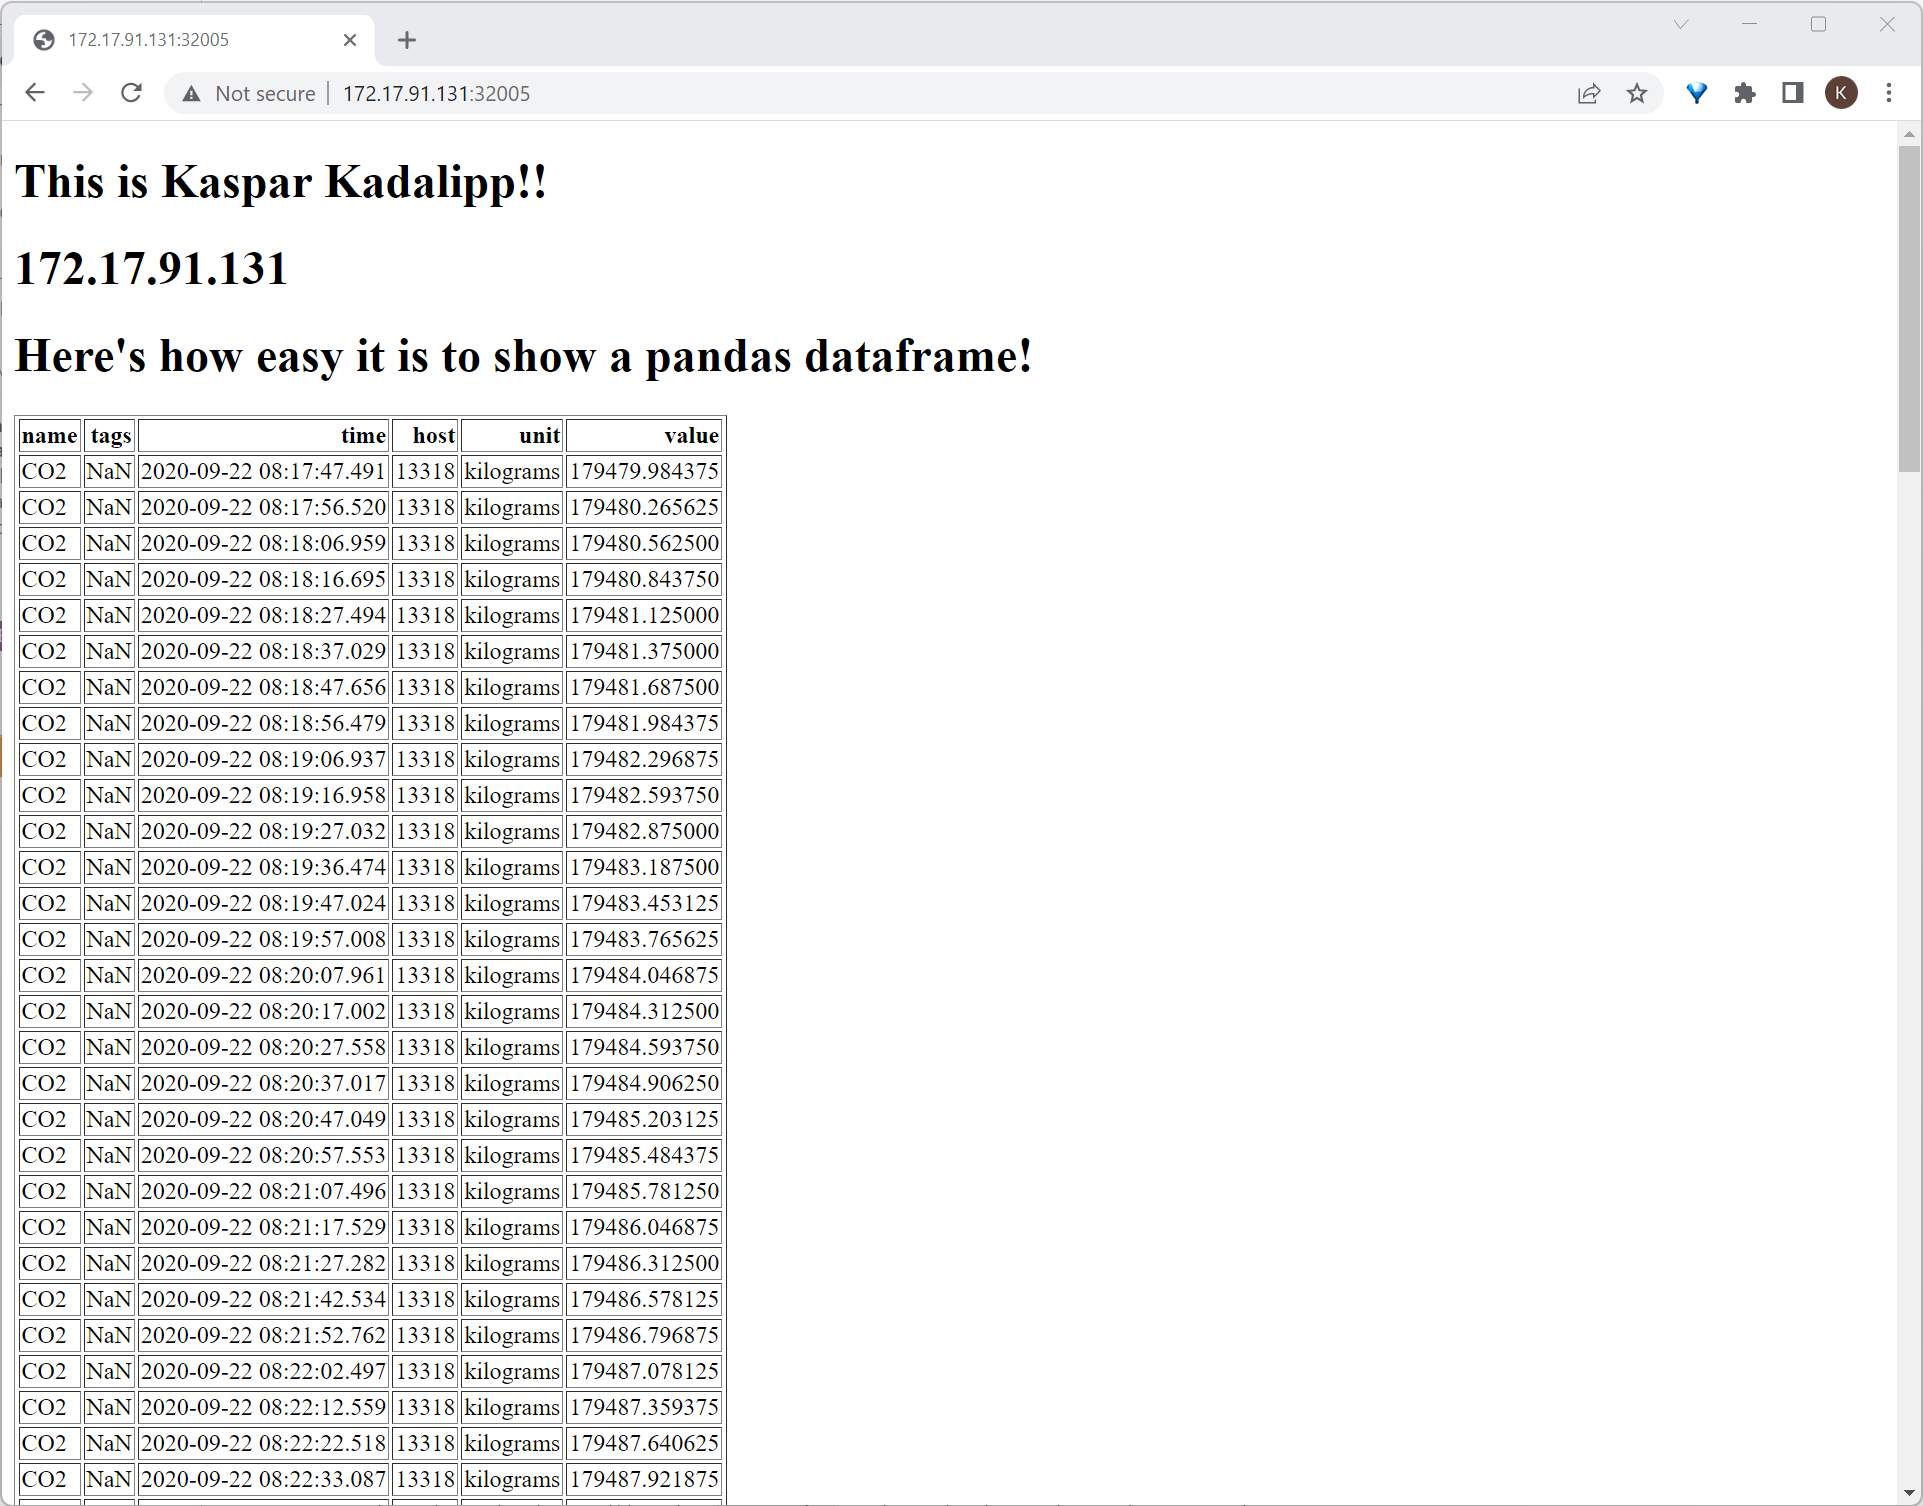 172.17.91.131:32005
Not secure 172.17.91.131:32005
K
This is Kaspar Kadalipp!!
172.17.91.131
Here's how easy it is to show a pandas dataframe!
name tags time host unit value
CO2 NaN 2020-09-22 08:17:47.491 13318 kilograms 179479.984375
CO2 NaN 2020-09-22 08:17:56.520 13318 kilograms 179480.265625
CO2 NaN 2020-09-22 08:18:06.959 13318 kilograms 179480.562500
CO2 NaN 2020-09-22 08:18:16.695 13318 kilograms 179480.843750
CO2 NaN 2020-09-22 08:18:27.494 13318 kilograms 179481.125000
CO2 NaN 2020-09-22 08:18:37.029 13318 kilograms 179481.375000
CO2 NaN 2020-09-22 08:18:47.656 13318 kilograms 179481.687500
CO2 NaN 2020-09-22 08:18:56.479 13318 kilograms 179481.984375
CO2 NaN 2020-09-22 08:19:06.937 13318 kilograms 179482.296875
CO2 NaN 2020-09-22 08:19:16.958 13318 kilograms 179482.593750
CO2 NaN 2020-09-22 08:19:27.032 13318 kilograms 179482.875000
CO2 NaN 2020-09-22 08:19:36.474 13318 kilograms 179483.187500
CO2 NaN 2020-09-22 08:19:47.024 13318 kilograms 179483.453125
CO2 NaN 2020-09-22 08:19:57.008 13318 kilograms 179483.765625
CO2 NaN 2020-09-22 08:20:07.961 13318 kilograms 179484.046875
CO2 NaN 2020-09-22 08:20:17.002 13318 kilograms 179484.312500
CO2 NaN 2020-09-22 08:20:27.558 13318 kilograms 179484.593750
CO2 NaN 2020-09-22 08:20:37.017 13318 kilograms 179484.906250
CO2 NaN 2020-09-22 08:20:47.049 13318 kilograms 179485.203125
CO2 NaN 2020-09-22 08:20:57.553 13318 kilograms 179485.484375
CO2 NaN 2020-09-22 08:21:07.496 13318 kilograms 179485.781250
CO2 NaN 2020-09-22 08:21:17.529 13318 kilograms 179486.046875
CO2 NaN 2020-09-22 08:21:27.282 13318 kilograms 179486.312500
CO2 NaN 2020-09-22 08:21:42.534 13318 kilograms 179486.578125
CO2 NaN 2020-09-22 08:21:52.762 13318 kilograms 179486.796875
CO2 NaN 2020-09-22 08:22:02.497 13318 kilograms 179487.078125
CO2 NaN 2020-09-22 08:22:12.559 13318 kilograms 179487.359375
CO2 NaN 2020-09-22 08:22:22.518 13318 kilograms 179487.640625
CO2 NaN 2020-09-22 08:22:33.087 13318 kilograms 179487.921875